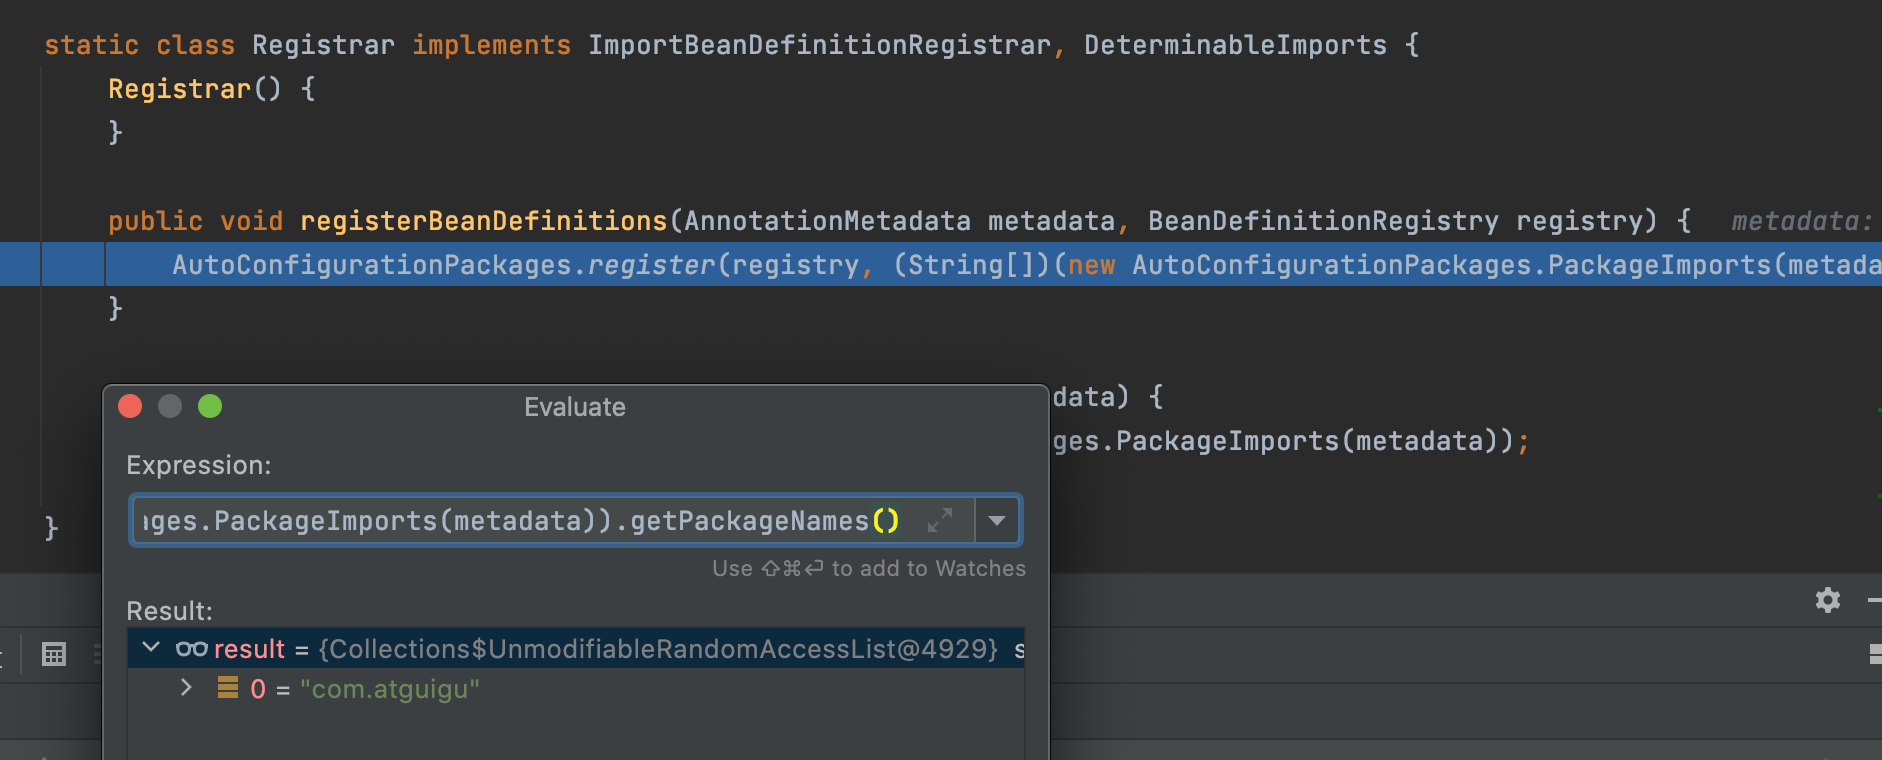 static class Registrar implements ImportBeanDefinitionRegistrar, DeterminableImports {
Registrar() {
}
public void registerBeanDefinitions(AnnotationMetadata metadata, BeanDefinitionRegistry registry) { metadata:
AutoConfigurationPackages.register(registry, (String[])(new AutoConfigurationPackages.PackageImports(metada
}
data) {
ges.PackageImports(metadata));
}
Evaluate
Expression:
ages.PackageImports(metadata)).getPackageNames()
Use ⇧⌘⏎ to add to Watches
Result:
result = {Collections$UnmodifiableRandomAccessList@4929} s
0 = "com.atguigu"